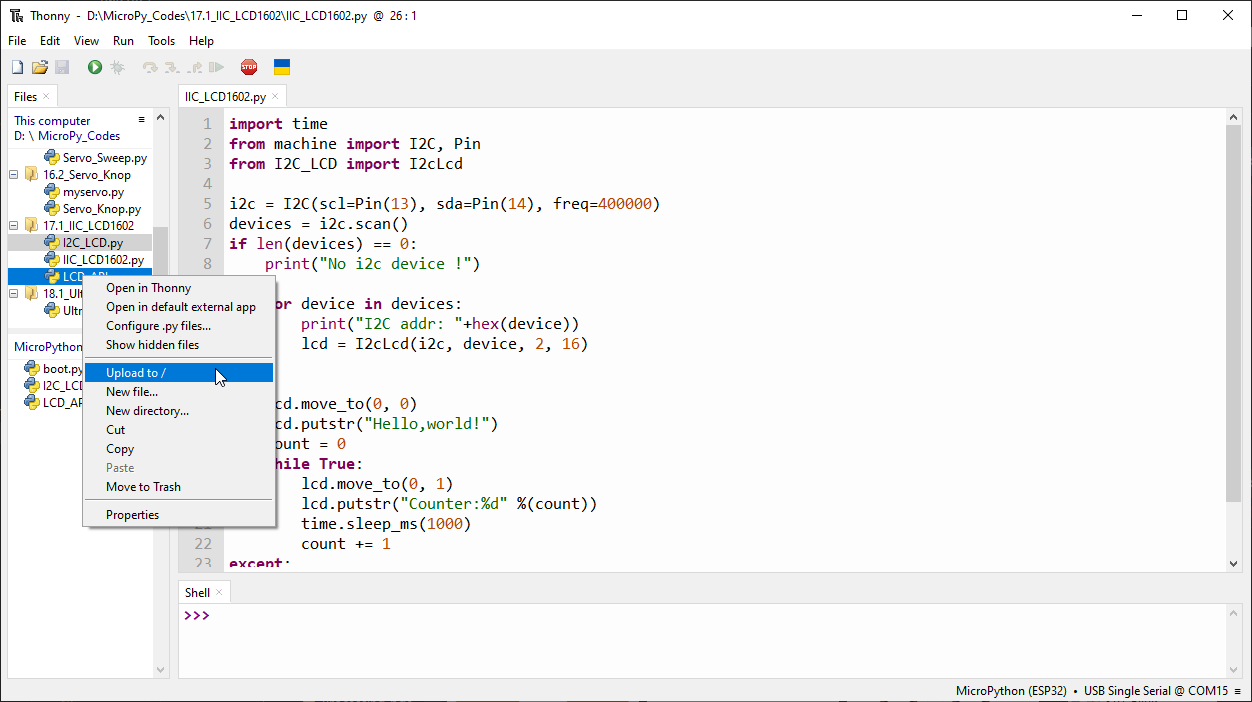 Thonny - D:\MicroPy_Codes\17.1_IIC_LCD1602\IIC_LCD1602.py @ 26 : 1
File Edit View Run Tools Help
STOP
Files
This computer
D: \ MicroPy_Codes
Servo_Sweep.py
16.2_Servo_Knop
myservo.py
Servo_Knop.py
17.1_IIC_LCD1602
I2C_LCD.py
IIC_LCD1602.py
LCD_API
18.1_Ult
Ultr
MicroPython
boot.py
I2C_LCD
LCD_AP
Open in Thonny
Open in default external app
Configure .py files...
Show hidden files
Upload to /
New file...
New directory...
Cut
Copy
Paste
Move to Trash
Properties
IIC_LCD1602.py
1 import time
2 from machine import I2C, Pin
3 from I2C_LCD import I2cLcd
4
5 i2c = I2C(scl=Pin(13), sda=Pin(14), freq=400000)
6 devices = i2c.scan()
7 if len(devices) == 0:
8 print("No i2c device !")
or device in devices:
print("I2C addr: "+hex(device))
lcd = I2cLcd(i2c, device, 2, 16)
cd.move_to(0, 0)
cd.putstr("Hello,world!")
ount = 0
hile True:
lcd.move_to(0, 1)
lcd.putstr("Counter:%d" %(count))
time.sleep_ms(1000)
22 count += 1
23 except:
Shell
>>>
MicroPython (ESP32) • USB Single Serial @ COM15 ≡